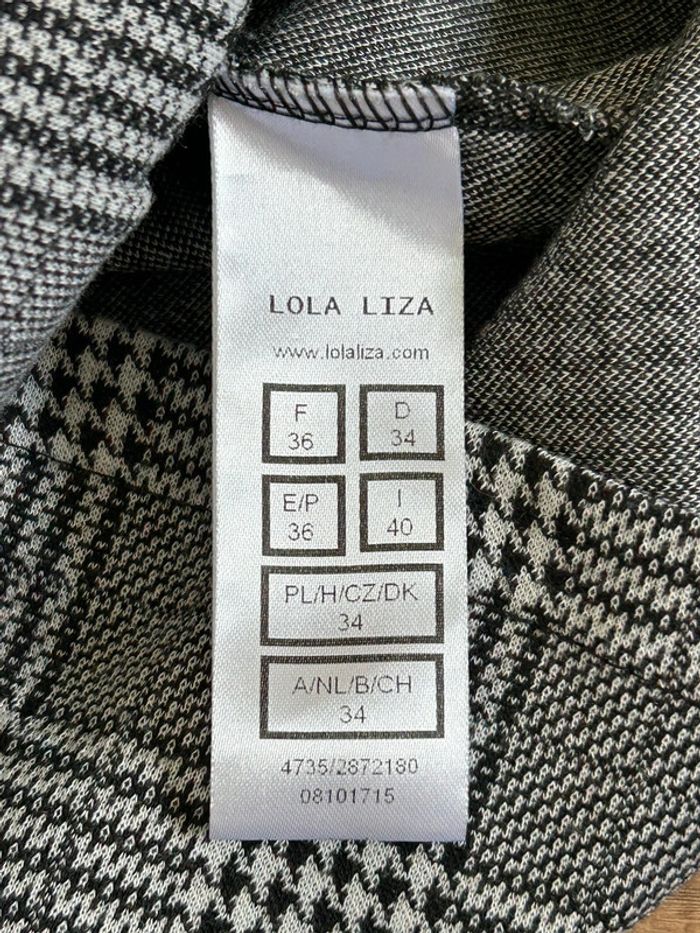 LOLA LIZA
www.lolaliza.com
F D
36 34
E/P I
36 40
PL/H/CZ/DK
34
A/NL/B/CH
34
4735/2872180
08101715